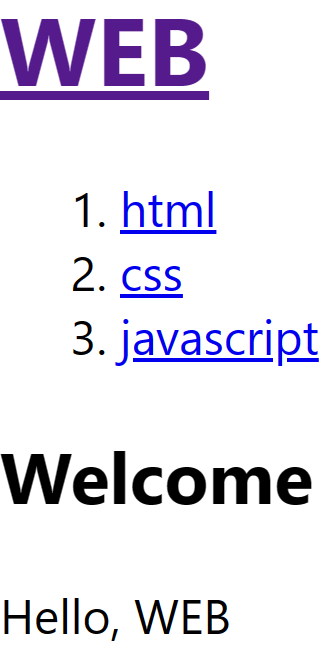 WEB
1. html
2. css
3. javascript
Welcome
Hello, WEB